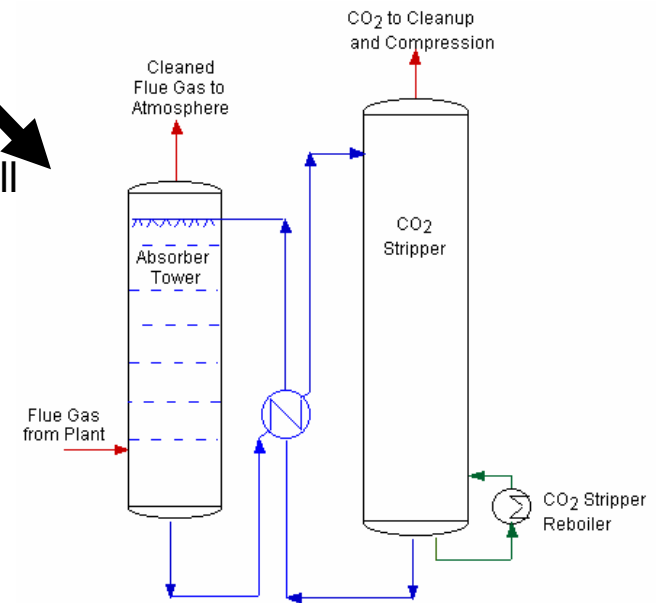 CO2 to Cleanup
and Compression
Cleaned
Flue Gas to
Atmosphere
ll
CO2
Stripper
Absorber
Tower
Flue Gas
from Plant
CO2 Stripper
Reboiler